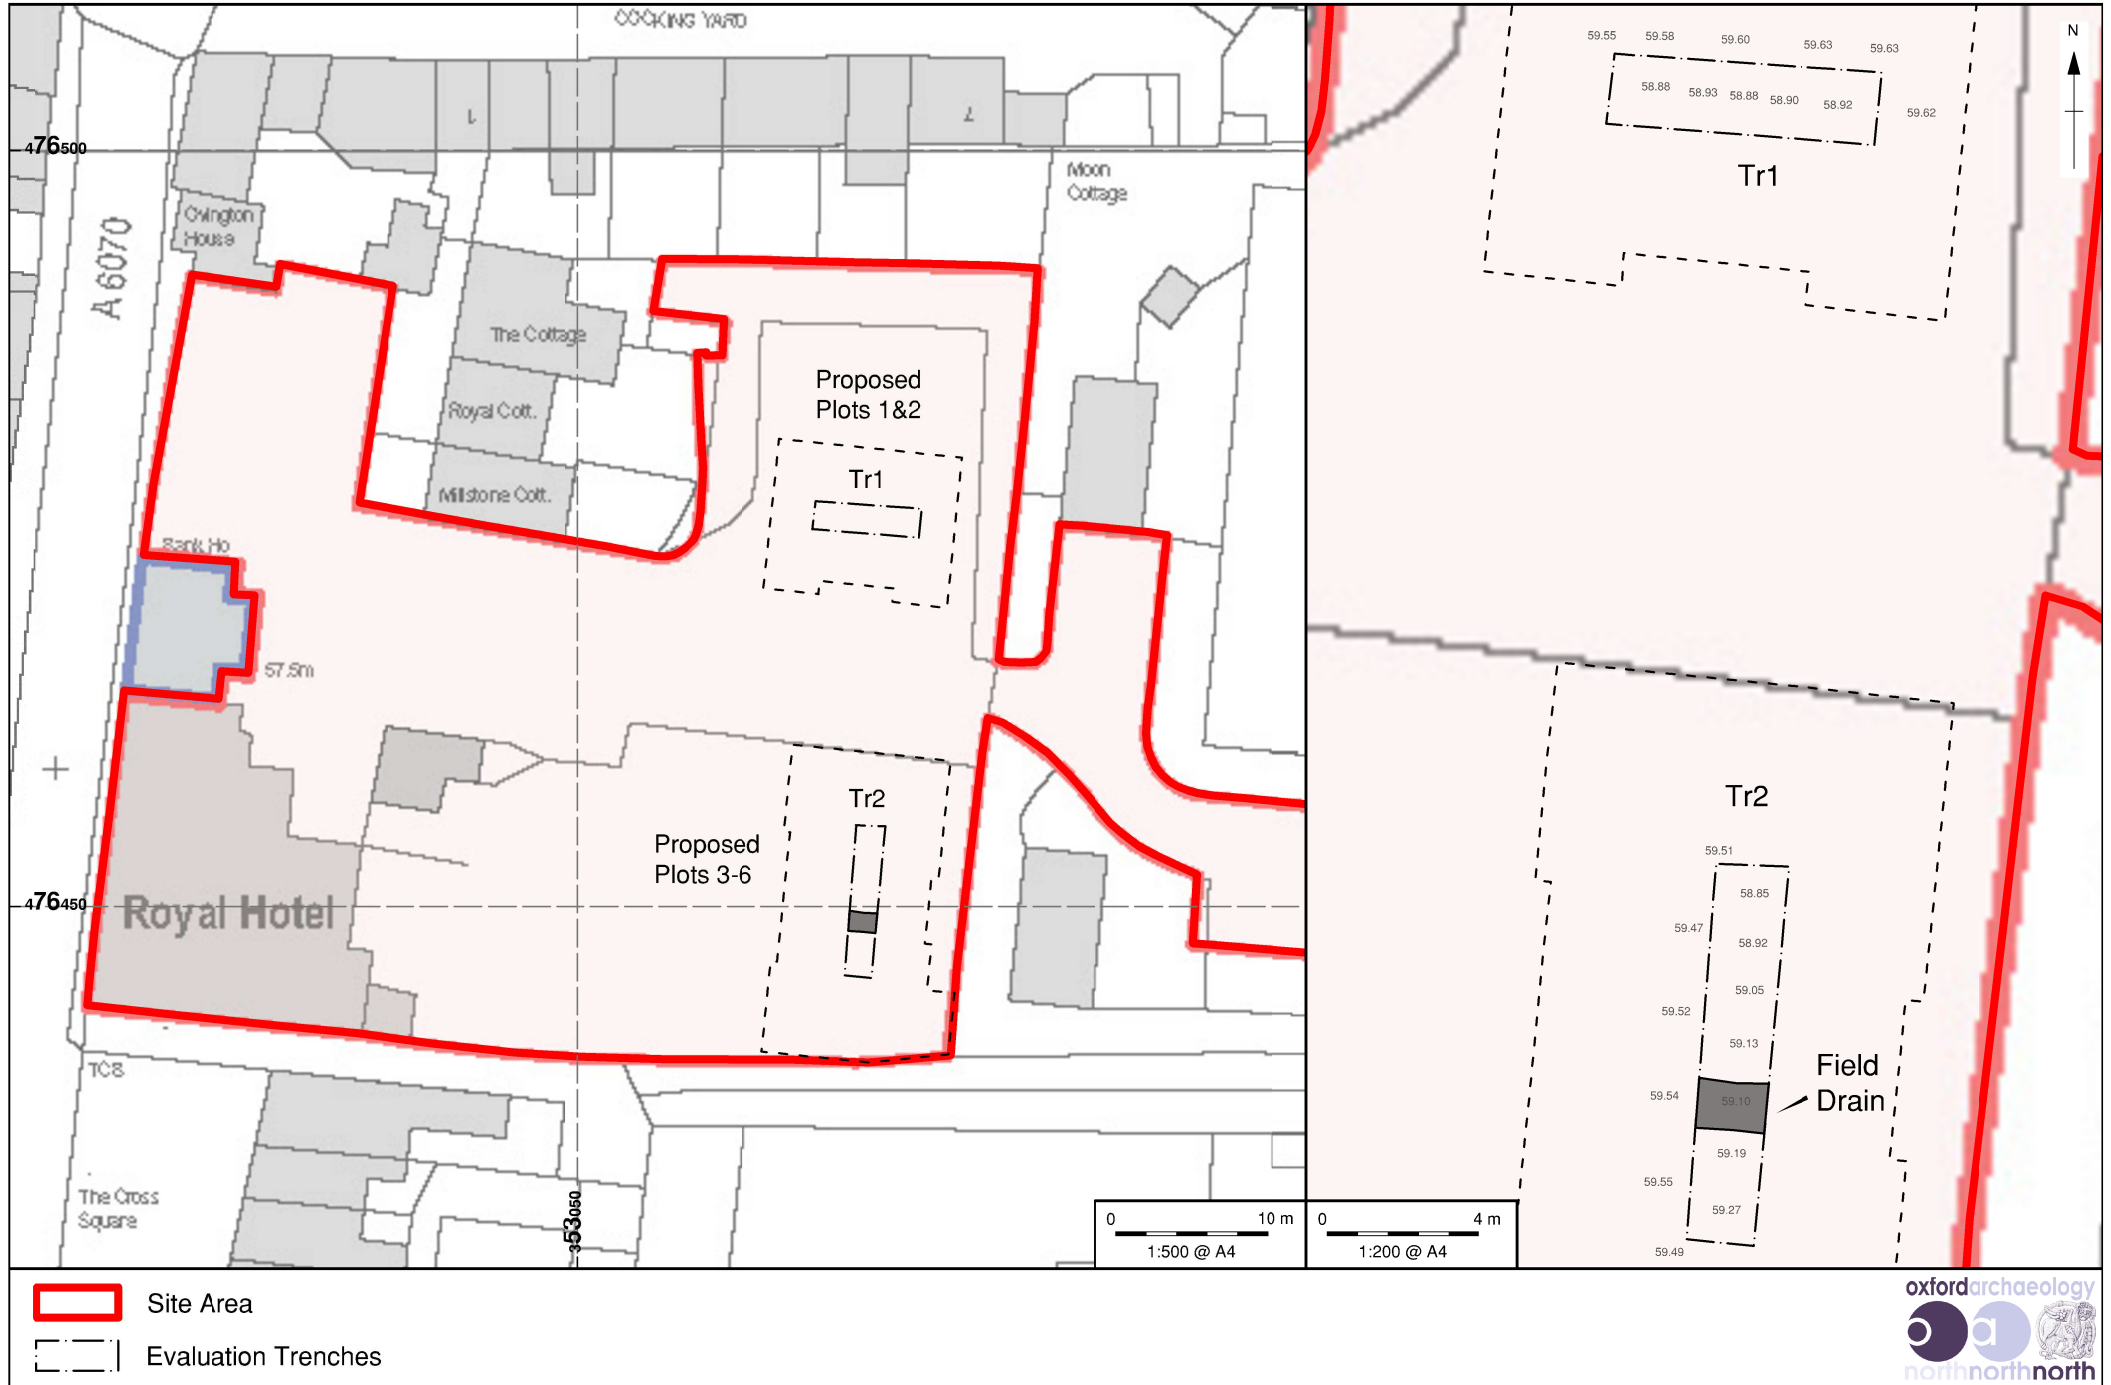 COCKING YARD
1
7
476500
Moon
Cottage
Ovington
House
A 6070
The Cottage
Royal Cott.
Millstone Cott.
Proposed
Plots 1&2
Tr1
Bank Ho
57.5m
Tr2
Proposed
Plots 3-6
476450
Royal Hotel
TCB
The Cross
Square
353050
0 10 m
1:500 @ A4
59.55 59.58 59.60 59.63 59.63
58.88 58.93 58.88 58.90 58.92
59.62
Tr1
N
Tr2
59.51
58.85
59.47
58.92
59.05
59.52
59.13
Field
Drain
59.54
59.10
59.19
59.55
59.27
59.49
0 4 m
1:200 @ A4
Site Area
Evaluation Trenches
oxfordarchaeology
oa
northnorthnorth